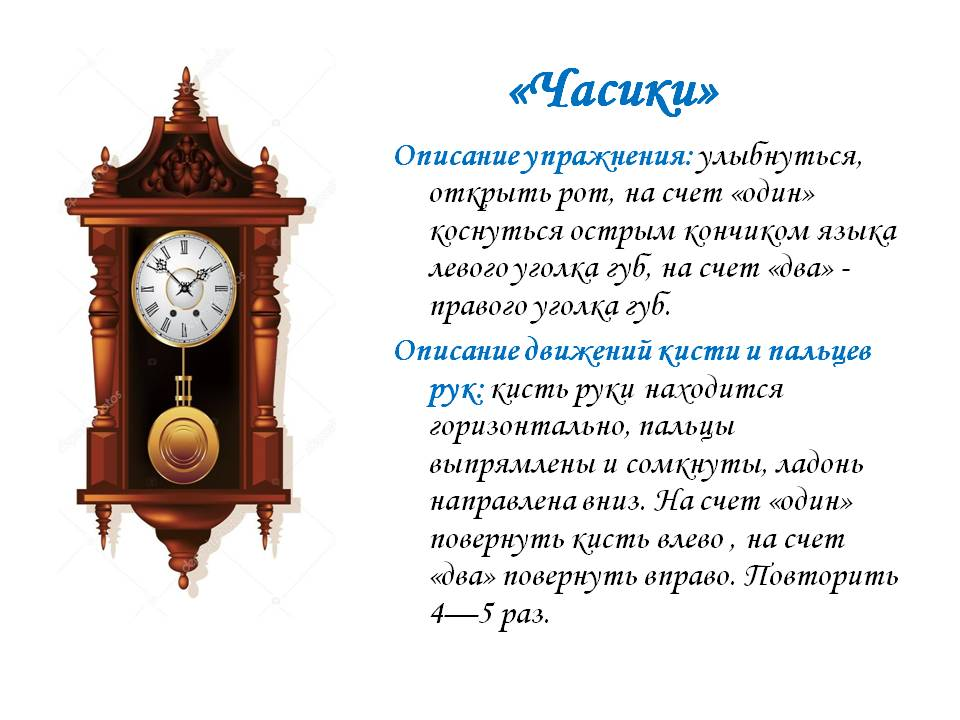 «Часики»
Описание упражнения: улыбнуться,
открыть рот, на счет «один»
коснуться острым кончиком языка
левого уголка губ, на счет «два» -
правого уголка губ.
Описание движений кисти и пальцев
рук: кисть руки находится
горизонтально, пальцы
выпрямлены и сомкнуты, ладонь
направлена вниз. На счет «один»
повернуть кисть влево , на счет
«два» повернуть вправо. Повторить
4—5 раз.